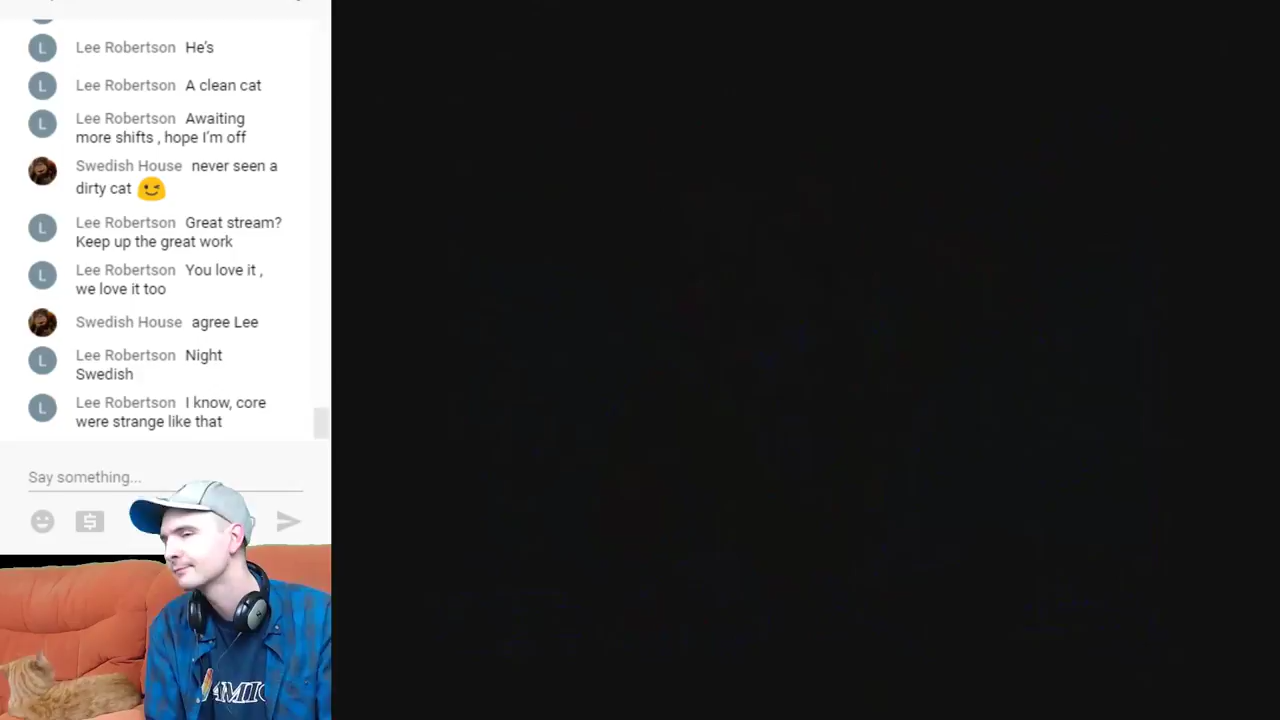 Lee Robertson He's
Lee Robertson A clean cat
Lee Robertson Awaiting
more shifts , hope I'm off
Swedish House never seen a
dirty cat 😉
Lee Robertson Great stream?
Keep up the great work
Lee Robertson You love it ,
we love it too
Swedish House agree Lee
Lee Robertson Night
Swedish
Lee Robertson I know, core
were strange like that
Say something...